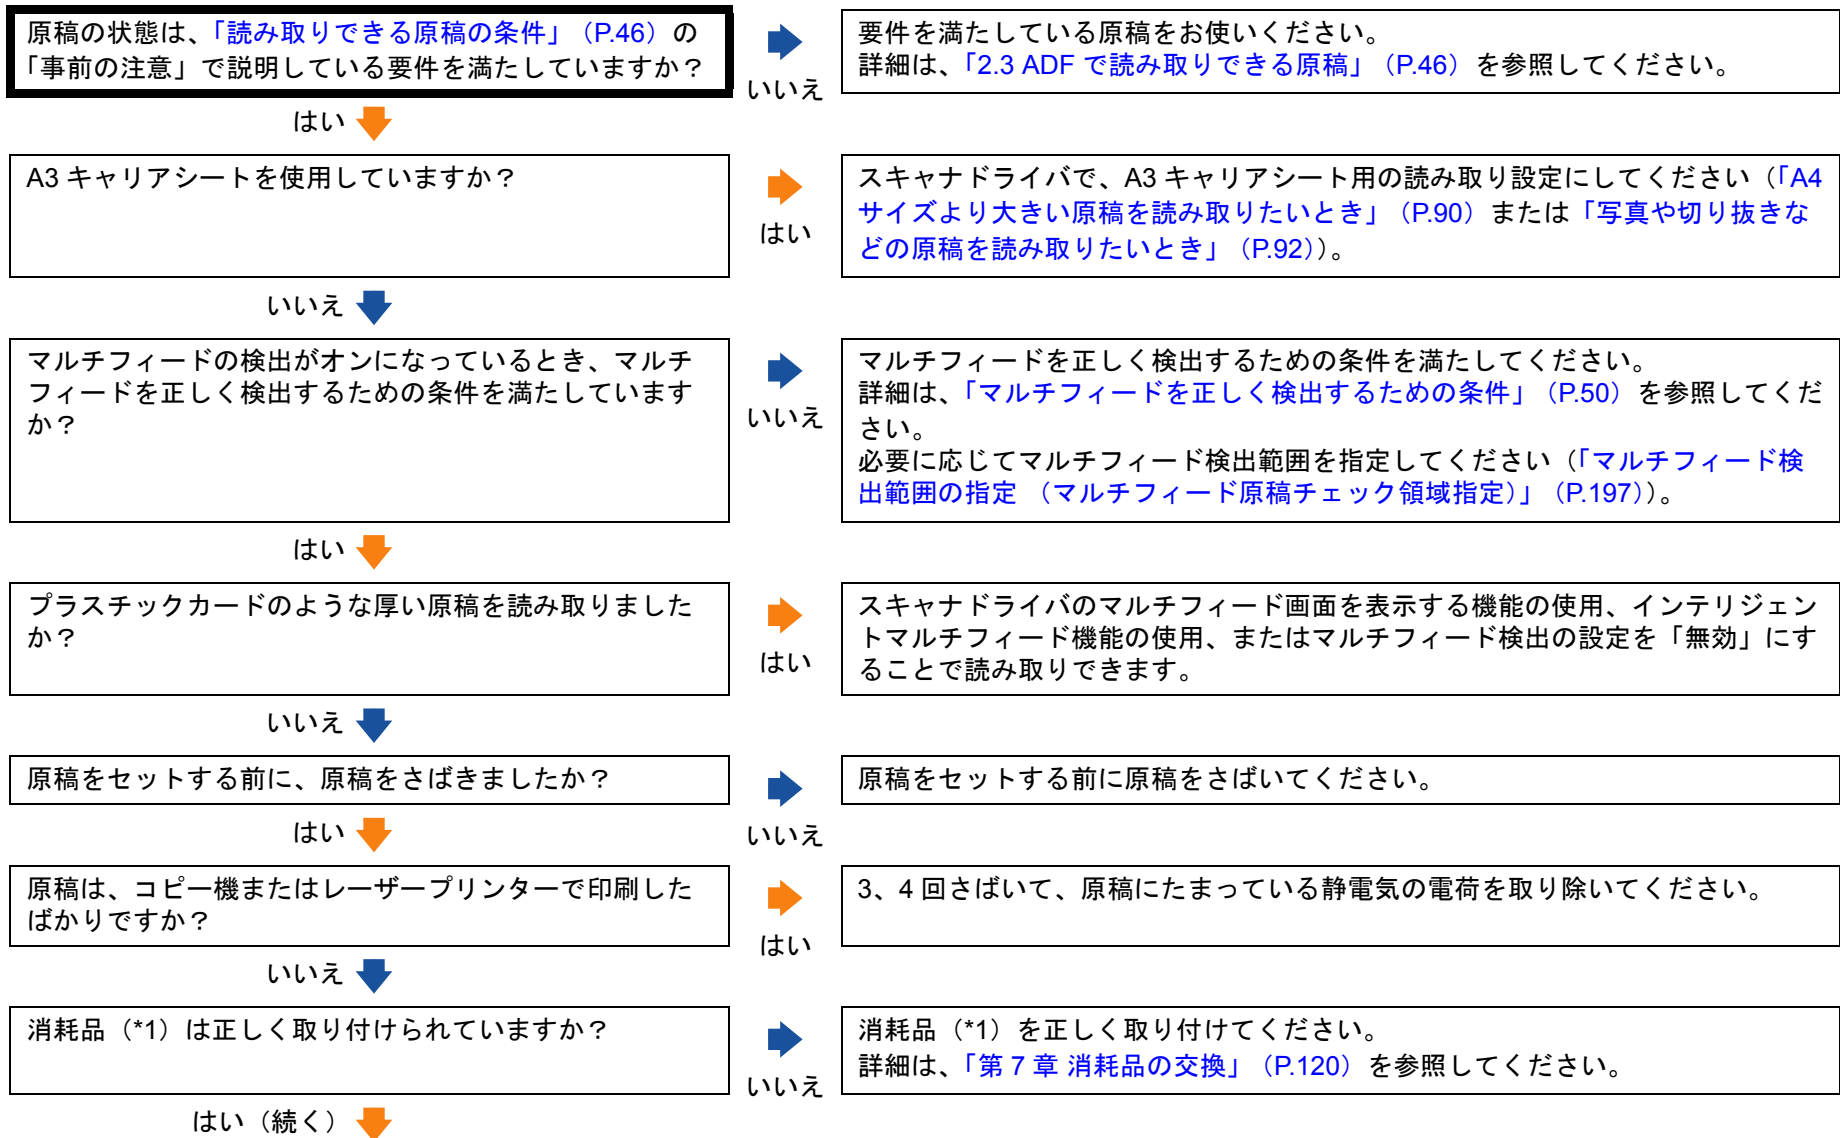 原稿の状態は、「読み取りできる原稿の条件」（P.46）の
「事前の注意」で説明している要件を満たしていますか？
いいえ
要件を満たしている原稿をお使いください。
詳細は、「2.3 ADF で読み取りできる原稿」（P.46）を参照してください。
はい
A3 キャリアシートを使用していますか？
はい
スキャナドライバで、A3 キャリアシート用の読み取り設定にしてください（「A4
サイズより大きい原稿を読み取りたいとき」（P.90）または「写真や切り抜きな
どの原稿を読み取りたいとき」（P.92））。
いいえ
マルチフィードの検出がオンになっているとき、マルチ
フィードを正しく検出するための条件を満たしています
か？
いいえ
マルチフィードを正しく検出するための条件を満たしてください。
詳細は、「マルチフィードを正しく検出するための条件」（P.50）を参照してくだ
さい。
必要に応じてマルチフィード検出範囲を指定してください（「マルチフィード検
出範囲の指定 （マルチフィード原稿チェック領域指定）」（P.197））。
はい
プラスチックカードのような厚い原稿を読み取りました
か？
はい
スキャナドライバのマルチフィード画面を表示する機能の使用、インテリジェン
トマルチフィード機能の使用、またはマルチフィード検出の設定を「無効」にす
ることで読み取りできます。
いいえ
原稿をセットする前に、原稿をさばきましたか？
いいえ
原稿をセットする前に原稿をさばいてください。
はい
原稿は、コピー機またはレーザープリンターで印刷した
ばかりですか？
はい
3、4 回さばいて、原稿にたまっている静電気の電荷を取り除いてください。
いいえ
消耗品（*1）は正しく取り付けられていますか？
いいえ
消耗品（*1）を正しく取り付けてください。
詳細は、「第 7 章 消耗品の交換」（P.120）を参照してください。
はい（続く）